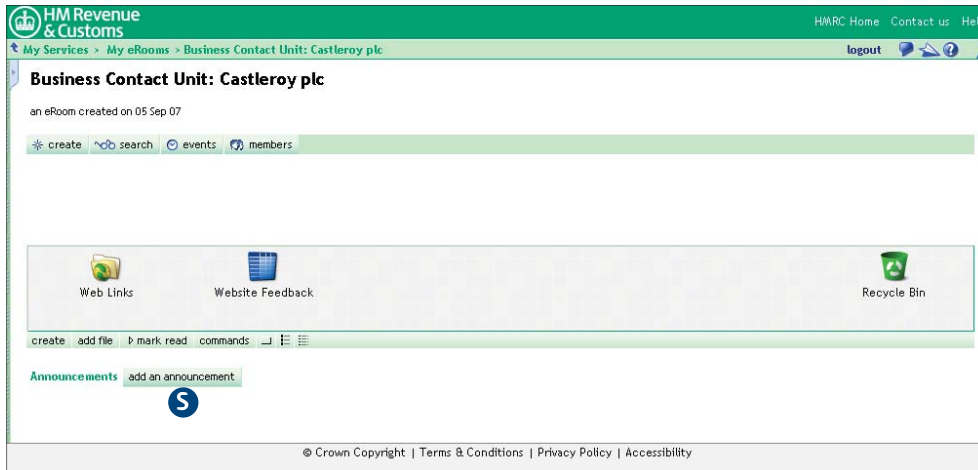 HM Revenue
& Customs
HMRC Home Contact us
My Services > My eRooms > Business Contact Unit: Castleroy plc
logout
Business Contact Unit: Castleroy plc
an eRoom created on 05 Sep 07
create search events members
Web Links Website Feedback Recycle Bin
create add file mark read commands
Announcements add an announcement
S
© Crown Copyright | Terms & Conditions | Privacy Policy | Accessibility